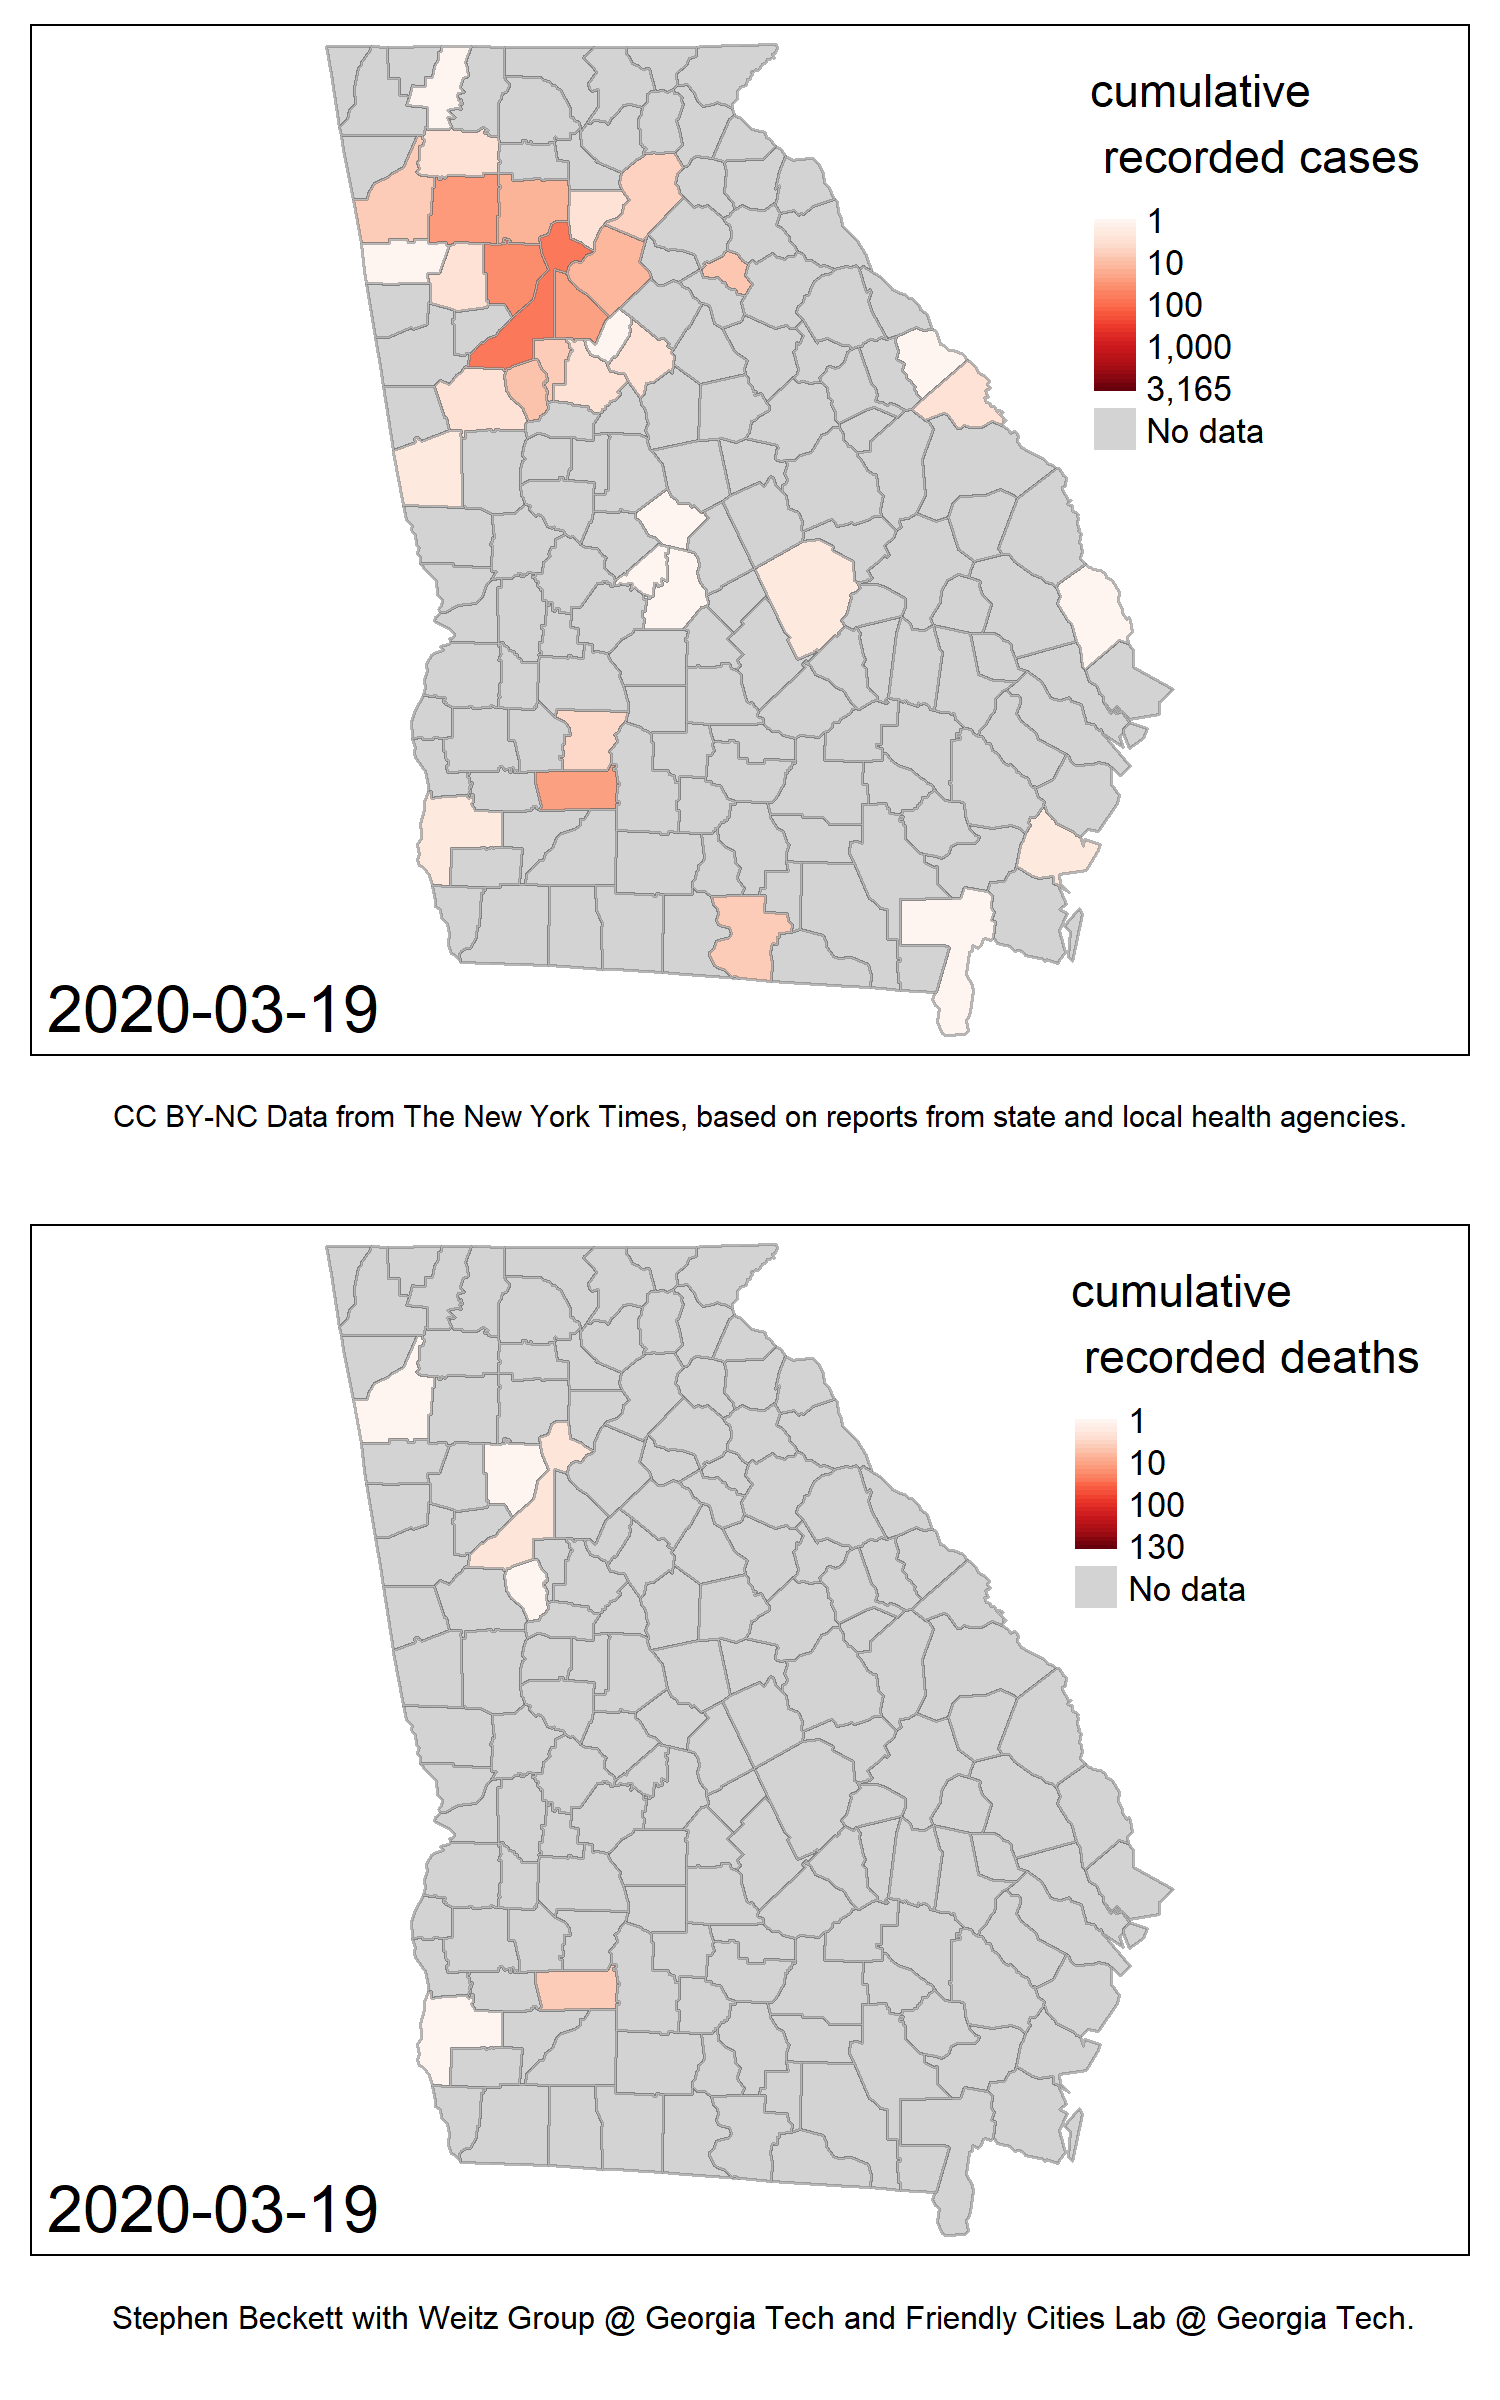 cumulative
recorded cases
1
10
100
1,000
3,165
No data
2020-03-19
CC BY-NC Data from The New York Times, based on reports from state and local health agencies.
cumulative
recorded deaths
1
10
100
130
No data
2020-03-19
Stephen Beckett with Weitz Group @ Georgia Tech and Friendly Cities Lab @ Georgia Tech.